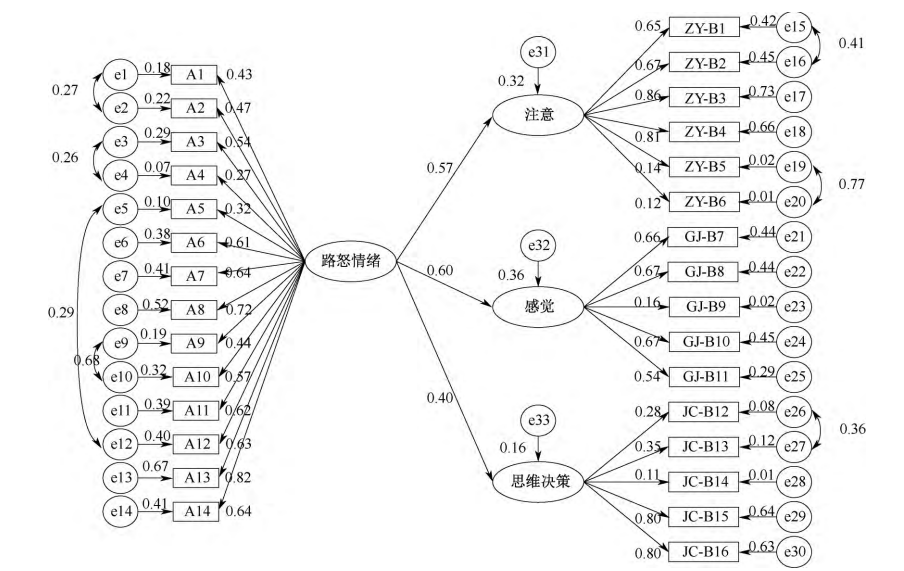 e1 0.18 A1 0.43
0.27
e2 0.22 A2 0.47
e3 0.29 A3 0.54
0.26
e4 0.07 A4 0.27
e5 0.10 A5 0.32
e6 0.38 A6 0.61
e7 0.41 A7 0.64
e8 0.52 A8 0.72
0.29
e9 0.19 A9 0.44
0.68
e10 0.32 A10 0.57
e11 0.39 A11 0.62
e12 0.40 A12 0.63
e13 0.67 A13 0.82
e14 0.41 A14 0.64
路怒情绪
0.57
0.60
0.40
e31
0.32
注意
e32
0.36
感觉
e33
0.16
思维决策
0.65 ZY-B1 0.42 e15
0.41
0.67 ZY-B2 0.45 e16
0.86 ZY-B3 0.73 e17
0.81 ZY-B4 0.66 e18
0.14 ZY-B5 0.02 e19
0.77
0.12 ZY-B6 0.01 e20
0.66 GJ-B7 0.44 e21
0.67 GJ-B8 0.44 e22
0.16 GJ-B9 0.02 e23
0.67 GJ-B10 0.45 e24
0.54 GJ-B11 0.29 e25
0.28 JC-B12 0.08 e26
0.36
0.35 JC-B13 0.12 e27
0.11 JC-B14 0.01 e28
0.80 JC-B15 0.64 e29
0.80 JC-B16 0.63 e30